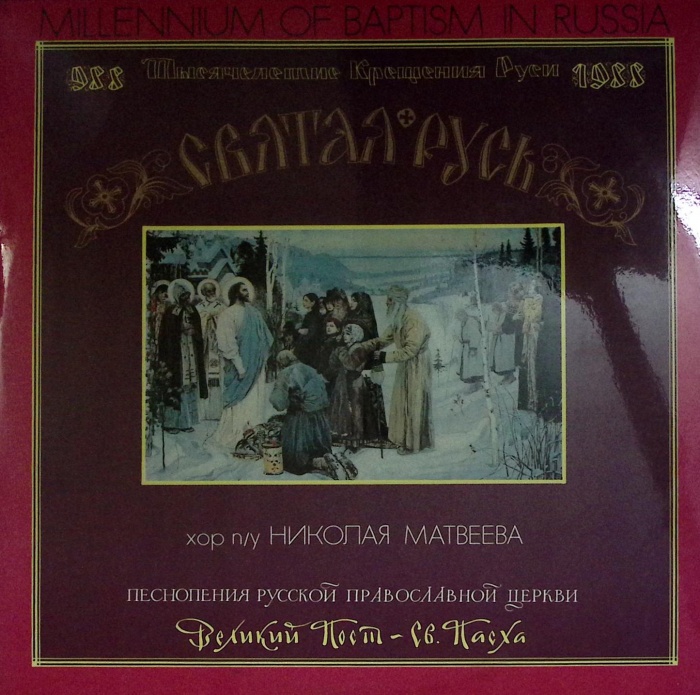 MILLENNIUM OF BAPTISM IN RUSSIA
988 Тысячелетие Крещения Руси 1988
СВЯТАЯ РУСЬ
хор п/у НИКОЛАЯ МАТВЕЕВА
ПЕСНОПЕНИЯ РУССКОЙ ПРАВОСЛАВНОЙ ЦЕРКВИ
Великий Пост - Св. Пасха